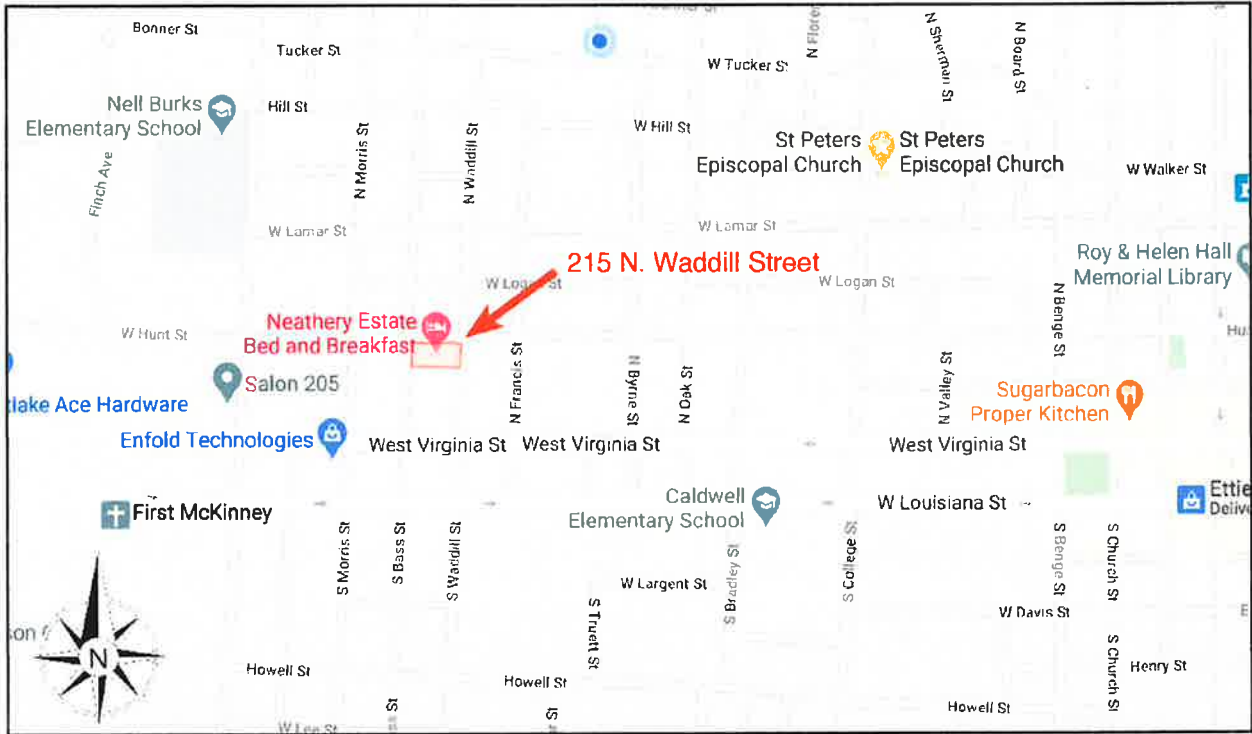 Bonner St
Tucker St
W Tucker St
N Sherman St
N Board St
Nell Burks
Elementary School
Hill St
W Hill St
N Morris St
N Waddill St
St Peters
Episcopal Church
St Peters
Episcopal Church
W Walker St
Finch Ave
W Lamar St
W Lamar St
Roy & Helen Hall
Memorial Library
215 N. Waddill Street
W Logan St
W Logan St
N Benge St
W Hunt St
Neathery Estate
Bed and Breakfast
Salon 205
N Francis St
N Byrne St
N Oak St
N Valley St
Sugarbacon
Proper Kitchen
Ace Hardware
Enfold Technologies
West Virginia St
West Virginia St
West Virginia St
First McKinney
Caldwell
Elementary School
W Louisiana St
S Morris St
S Bass St
S Waddill St
W Largent St
S Bradley St
S College St
S Benge St
S Church St
S Truett St
W Davis St
N
Howell St
Howell St
Howell St
S Church St
Henry St
W Lee St